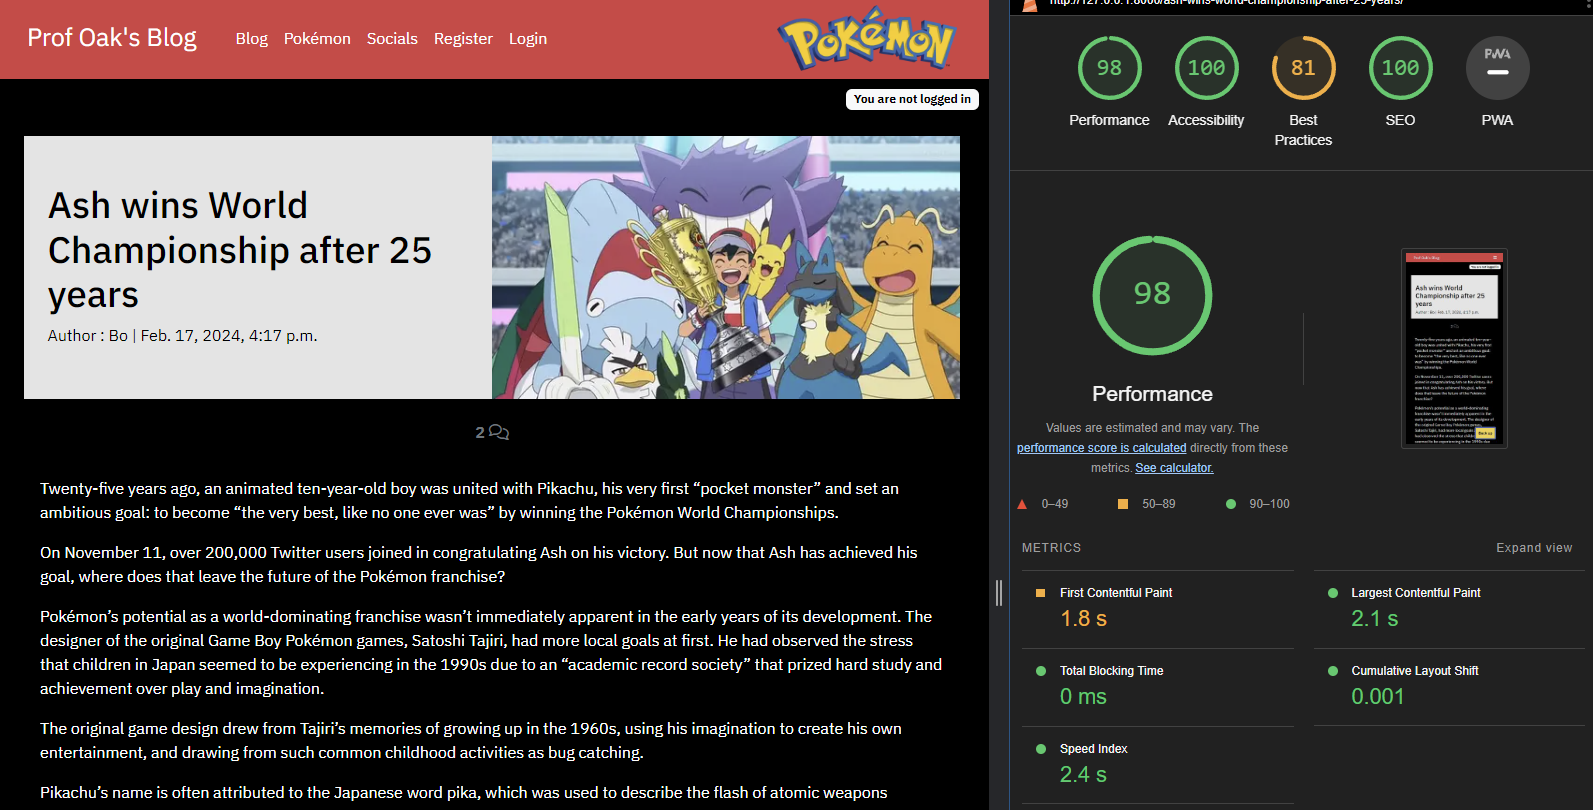 Prof Oak's Blog
Blog
Pokémon
Socials
Register
Login
POKéMON
You are not logged in
Ash wins World
Championship after 25
years
Author : Bo | Feb. 17, 2024, 4:17 p.m.
2
Twenty-five years ago, an animated ten-year-old boy was united with Pikachu, his very first “pocket monster” and set an
ambitious goal: to become “the very best, like no one ever was” by winning the Pokémon World Championships.
On November 11, over 200,000 Twitter users joined in congratulating Ash on his victory. But now that Ash has achieved his
goal, where does that leave the future of the Pokémon franchise?
Pokémon’s potential as a world-dominating franchise wasn’t immediately apparent in the early years of its development. The
designer of the original Game Boy Pokémon games, Satoshi Tajiri, had more local goals at first. He had observed the stress
that children in Japan seemed to be experiencing in the 1990s due to an “academic record society” that prized hard study and
achievement over play and imagination.
The original game design drew from Tajiri’s memories of growing up in the 1960s, using his imagination to create his own
entertainment, and drawing from such common childhood activities as bug catching.
Pikachu’s name is often attributed to the Japanese word pika, which was used to describe the flash of atomic weapons
98
Performance
100
Accessibility
81
Best
Practices
100
SEO
PWA
PWA
98
Performance
Values are estimated and may vary. The
performance score is calculated directly from these
metrics. See calculator.
0–49
50–89
90–100
Ash wins World
Championship after 25
years
METRICS
Expand view
First Contentful Paint
1.8 s
Largest Contentful Paint
2.1 s
Total Blocking Time
0 ms
Cumulative Layout Shift
0.001
Speed Index
2.4 s